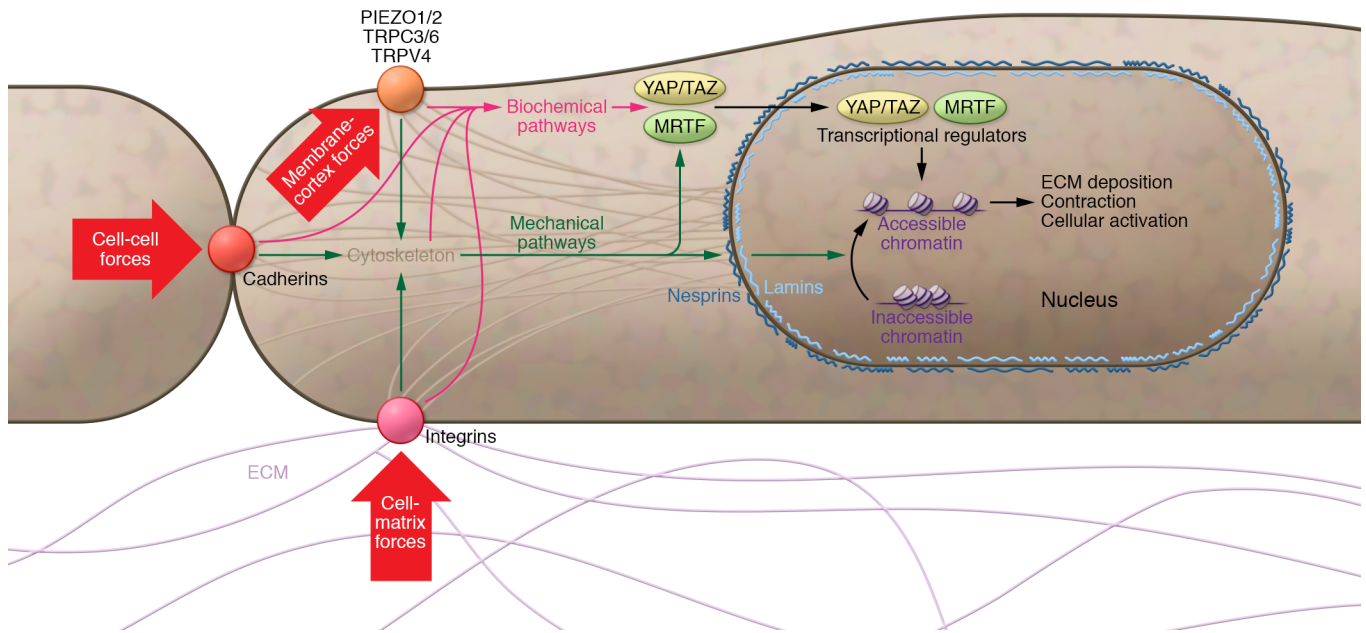 PIEZO1/2
TRPC3/6
TRPV4
Membrane-
cortex forces
Biochemical
pathways
YAP/TAZ
MRTF
YAP/TAZ
MRTF
Transcriptional regulators
Cell-cell
forces
Cadherins
Cytoskeleton
Mechanical
pathways
Nesprins
Lamins
Accessible
chromatin
ECM deposition
Contraction
Cellular activation
Inaccessible
chromatin
Nucleus
Integrins
ECM
Cell-
matrix
forces